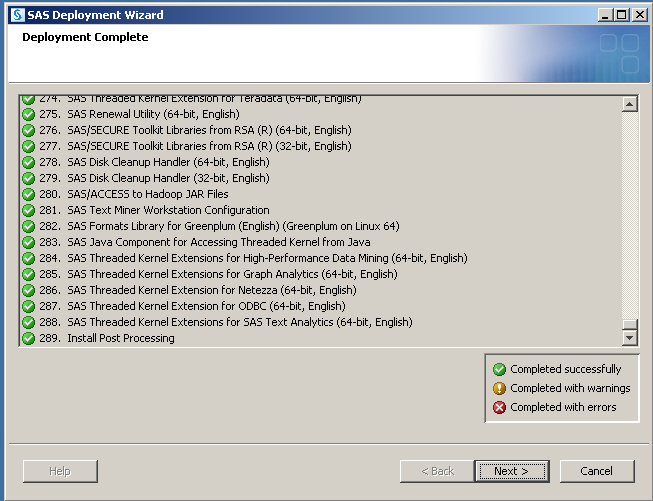 SAS Deployment Wizard
Deployment Complete
274. SAS Threaded Kernel Extension for Teradata (64-bit, English)
275. SAS Renewal Utility (64-bit, English)
276. SAS/SECURE Toolkit Libraries from RSA (R) (64-bit, English)
277. SAS/SECURE Toolkit Libraries from RSA (R) (32-bit, English)
278. SAS Disk Cleanup Handler (64-bit, English)
279. SAS Disk Cleanup Handler (32-bit, English)
280. SAS/ACCESS to Hadoop JAR Files
281. SAS Text Miner Workstation Configuration
282. SAS Formats Library for Greenplum (English) (Greenplum on Linux 64)
283. SAS Java Component for Accessing Threaded Kernel from Java
284. SAS Threaded Kernel Extensions for High-Performance Data Mining (64-bit, English)
285. SAS Threaded Kernel Extensions for Graph Analytics (64-bit, English)
286. SAS Threaded Kernel Extension for Netezza (64-bit, English)
287. SAS Threaded Kernel Extension for ODBC (64-bit, English)
288. SAS Threaded Kernel Extensions for SAS Text Analytics (64-bit, English)
289. Install Post Processing
Completed successfully
Completed with warnings
Completed with errors
Help
< Back
Next >
Cancel